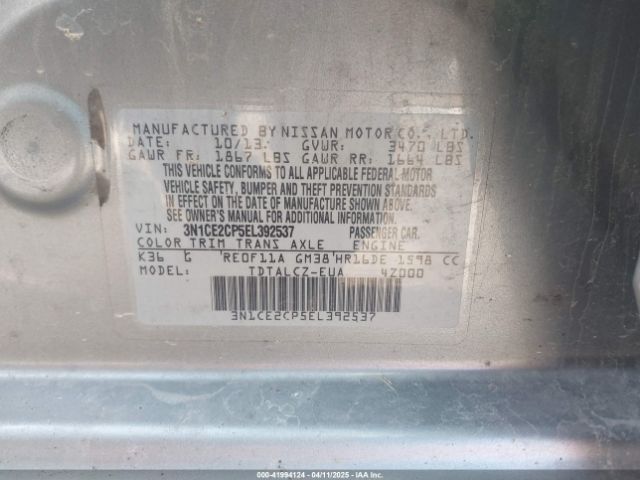 MANUFACTURED BY NISSAN MOTOR CO., LTD.
DATE: 10/13 GVWR: 3470 LBS
GAWR FR: 1867 LBS GAWR RR: 1664 LBS
THIS VEHICLE CONFORMS TO ALL APPLICABLE FEDERAL MOTOR
VEHICLE SAFETY, BUMPER AND THEFT PREVENTION STANDARDS
IN EFFECT ON THE DATE OF MANUFACTURE SHOWN ABOVE.
SEE OWNER'S MANUAL FOR ADDITIONAL INFORMATION.
VIN: 3N1CE2CP5EL392537 PASSENGER CAR.
COLOR TRIM TRANS AXLE ENGINE
K36 G RE0F11A GM38 HR16DE 1598 CC
MODEL: TDTALCZ-EUA 4Z000
3N1CE2CP5EL392537
000-41994124 - 04/11/2025 - IAA Inc.